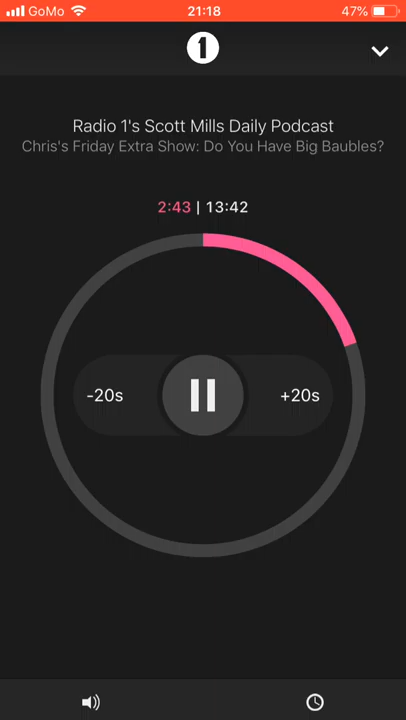 GoMo 21:18 47%
1
Radio 1's Scott Mills Daily Podcast
Chris's Friday Extra Show: Do You Have Big Baubles?
2:43 | 13:42
-20s +20s